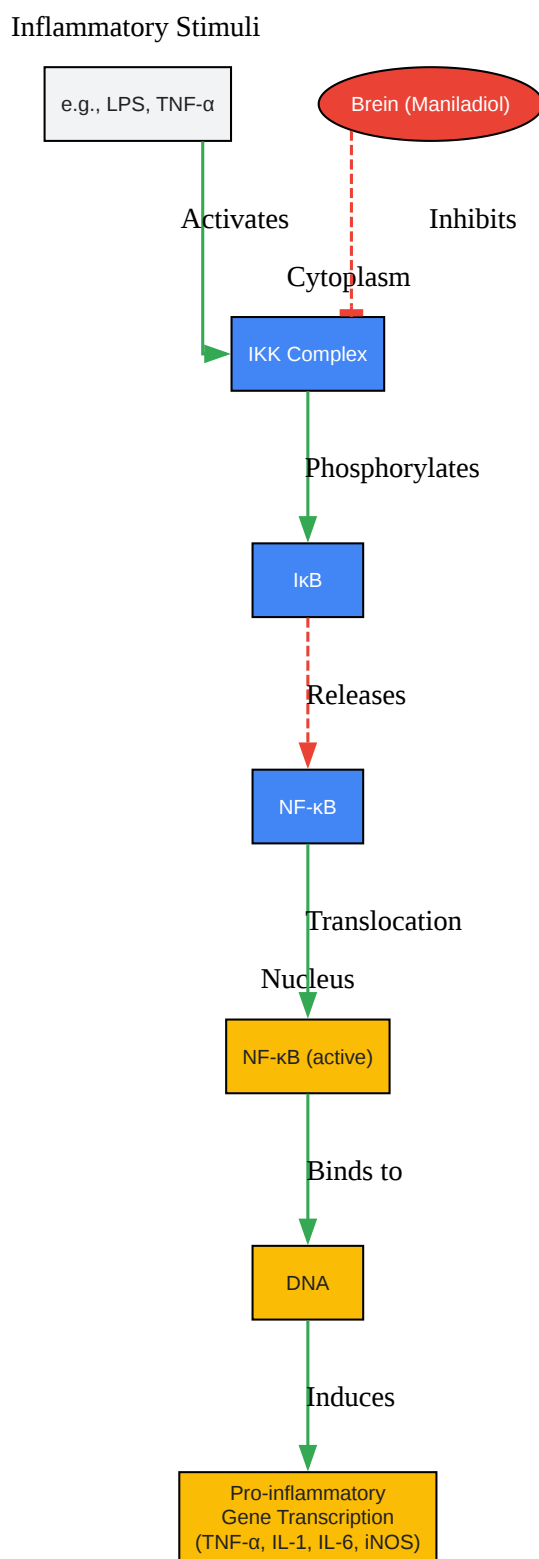 Inflammatory Stimuli
e.g., LPS, TNF-α
Brein (Maniladiol)
Activates
Inhibits
Cytoplasm
IKK Complex
Phosphorylates
IκB
Releases
NF-κB
Translocation
Nucleus
NF-κB (active)
Binds to
DNA
Induces
Pro-inflammatory
Gene Transcription
(TNF-α, IL-1, IL-6, iNOS)